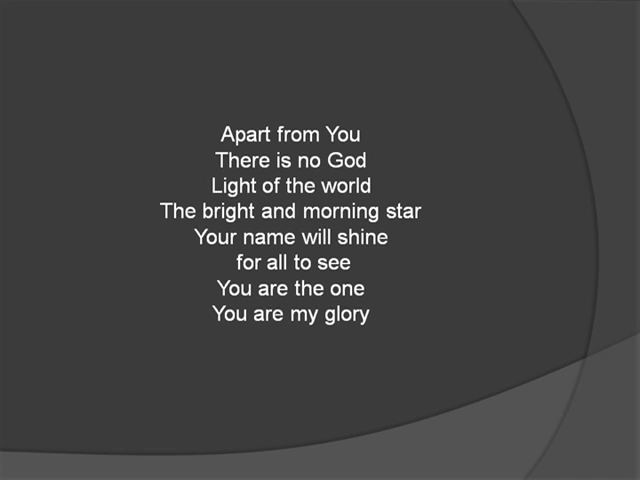 Apart from You
There is no God
Light of the world
The bright and morning star
Your name will shine
for all to see
You are the one
You are my glory